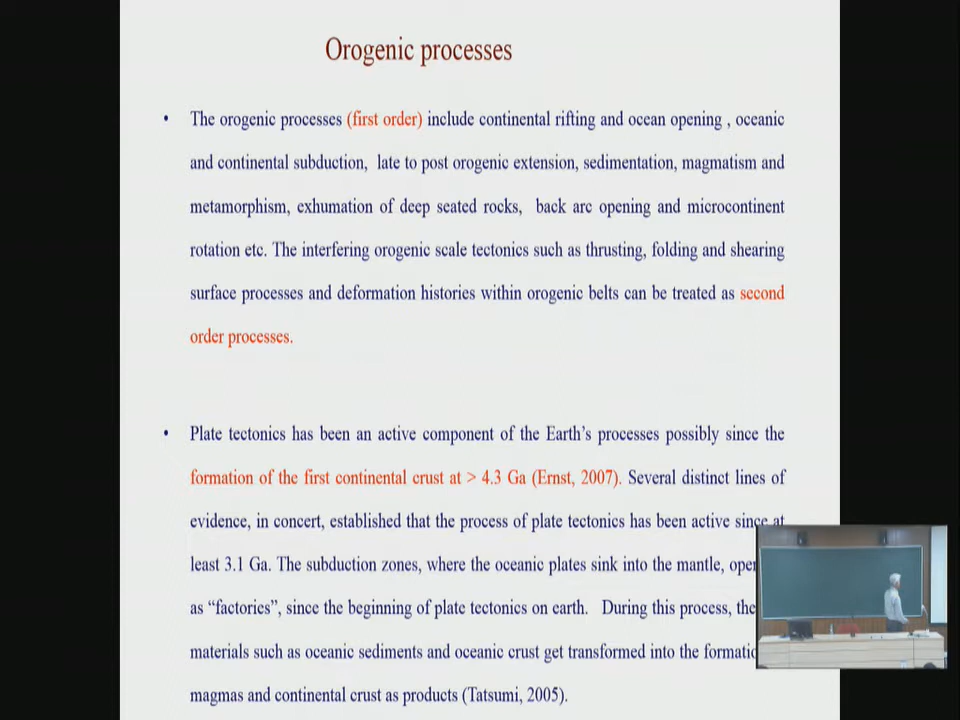 Orogenic processes
• The orogenic processes (first order) include continental rifting and ocean opening , oceanic
and continental subduction, late to post orogenic extension, sedimentation, magmatism and
metamorphism, exhumation of deep seated rocks, back arc opening and microcontinent
rotation etc. The interfering orogenic scale tectonics such as thrusting, folding and shearing
surface processes and deformation histories within orogenic belts can be treated as second
order processes.
• Plate tectonics has been an active component of the Earth’s processes possibly since the
formation of the first continental crust at > 4.3 Ga (Ernst, 2007). Several distinct lines of
evidence, in concert, established that the process of plate tectonics has been active since at
least 3.1 Ga. The subduction zones, where the oceanic plates sink into the mantle,
as “factories”, since the beginning of plate tectonics on earth. During this process, the
materials such as oceanic sediments and oceanic crust get transformed into the
magmas and continental crust as products (Tatsumi, 2005).